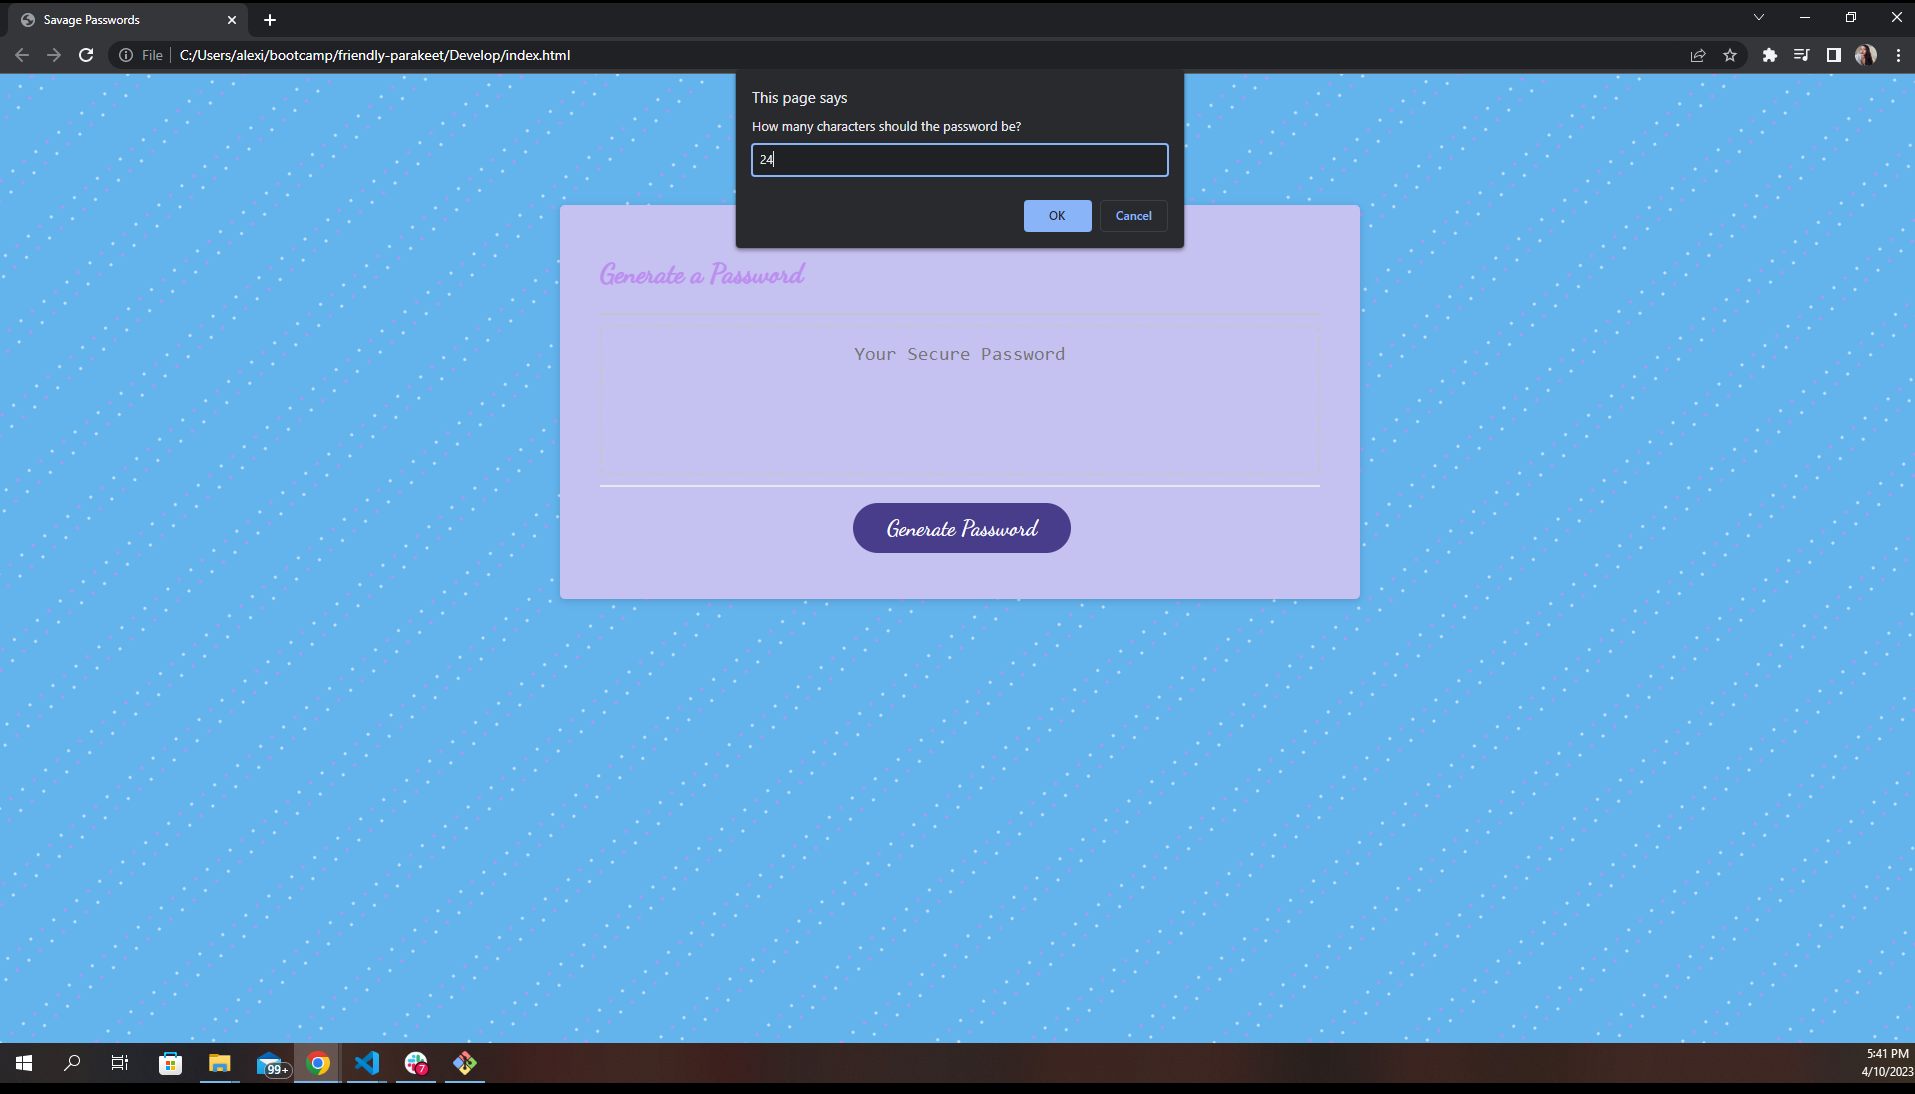 Savage Passwords
File
C:/Users/alexi/bootcamp/friendly-parakeet/Develop/index.html
This page says
How many characters should the password be?
24
OK
Cancel
Generate a Password
Your Secure Password
Generate Password
99+
7
5:41 PM
4/10/2023